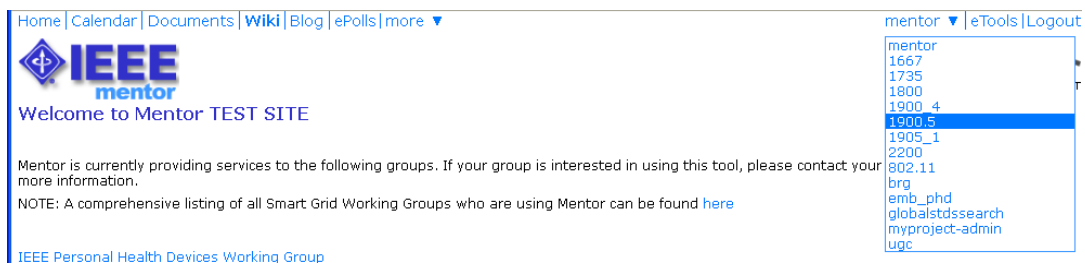 Home | Calendar | Documents | Wiki | Blog | ePolls | more ▼
mentor ▼ | eTools | Logout
IEEE
mentor
Welcome to Mentor TEST SITE
Mentor is currently providing services to the following groups. If your group is interested in using this tool, please contact your
more information.
NOTE: A comprehensive listing of all Smart Grid Working Groups who are using Mentor can be found here
IEEE Personal Health Devices Working Group
mentor
1667
1735
1800
1900_4
1900.5
1905_1
2200
802.11
brg
emb_phd
globalstdssearch
myproject-admin
ugc